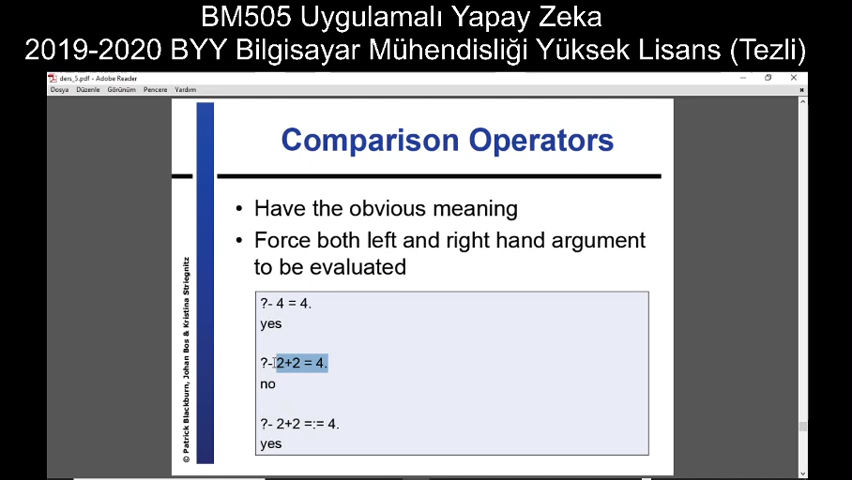 BM505 Uygulamalı Yapay Zeka
2019-2020 BYY Bilgisayar Mühendisliği Yüksek Lisans (Tezli)
ders_5.pdf - Adobe Reader
Dosya Düzenle Görünüm Pencere Yardım
Comparison Operators
• Have the obvious meaning
• Force both left and right hand argument
to be evaluated
?- 4 = 4.
yes
?- 2+2 = 4.
no
?- 2+2 =:= 4.
yes
© Patrick Blackburn, Johan Bos & Kristina Striegnitz